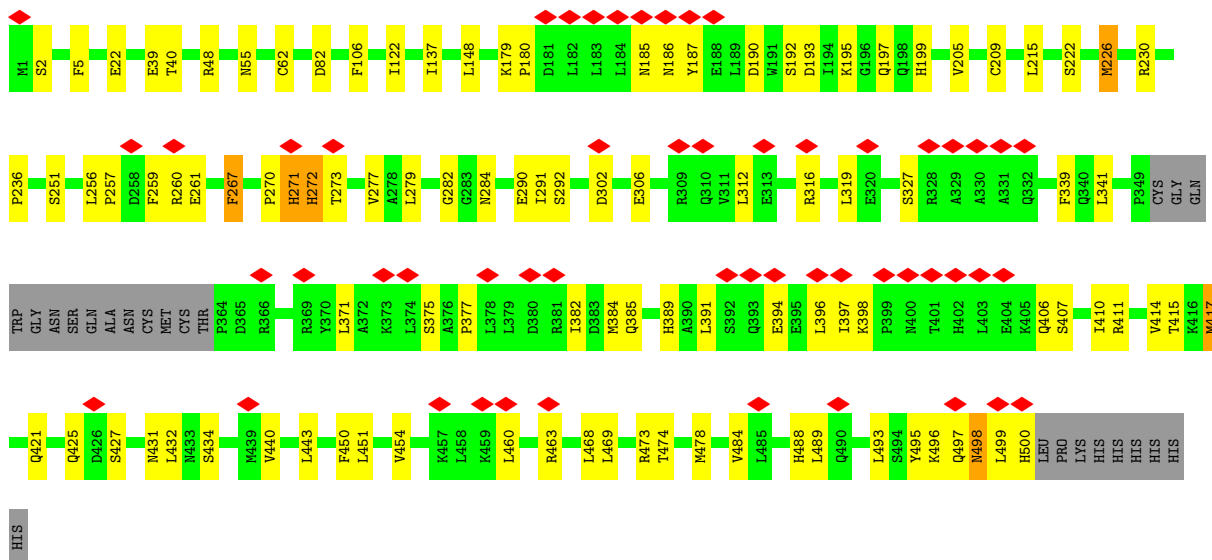 M1 S2 F5 E22 E39 T40 R48 N55 C62 D82 F106 I122 I137 L148 K179 P180 D181 L182 L183 L184 N185 N186 Y187 E188 L189 D190 W191 S192 D193 I194 K195 G196 Q197 Q198 H199 V205 C209 L215 S222 M226 R230
P236 S251 L256 P257 D258 F259 R260 E261 F267 P270 H271 H272 T273 V277 A278 L279 G282 G283 N284 E290 I291 S292 D302 E306 R309 Q310 V311 L312 E313 R316 L319 E320 S327 R328 A329 A330 A331 Q332 F339 Q340 L341 P349 CYS GLY GLN
TRP GLY ASN SER GLN ALA ASN CYS MET CYS THR P364 D365 R366 R369 Y370 L371 A372 K373 L374 S375 A376 P377 L378 L379 D380 R381 I382 D383 M384 Q385 H389 A390 L391 S392 Q393 E394 E395 L396 I397 K398 P399 N400 T401 H402 L403 E404 K405 Q406 S407 I410 R411 V414 T415 K416 M417
Q421 Q425 D426 S427 N431 L432 N433 S434 M439 V440 L443 F450 L451 V454 K457 L458 K459 L460 R463 L468 L469 R473 T474 M478 V484 L485 H488 L489 Q490 L493 S494 Y495 K496 Q497 N498 L499 H500 LEU PRO LYS HIS HIS HIS HIS HIS
HIS